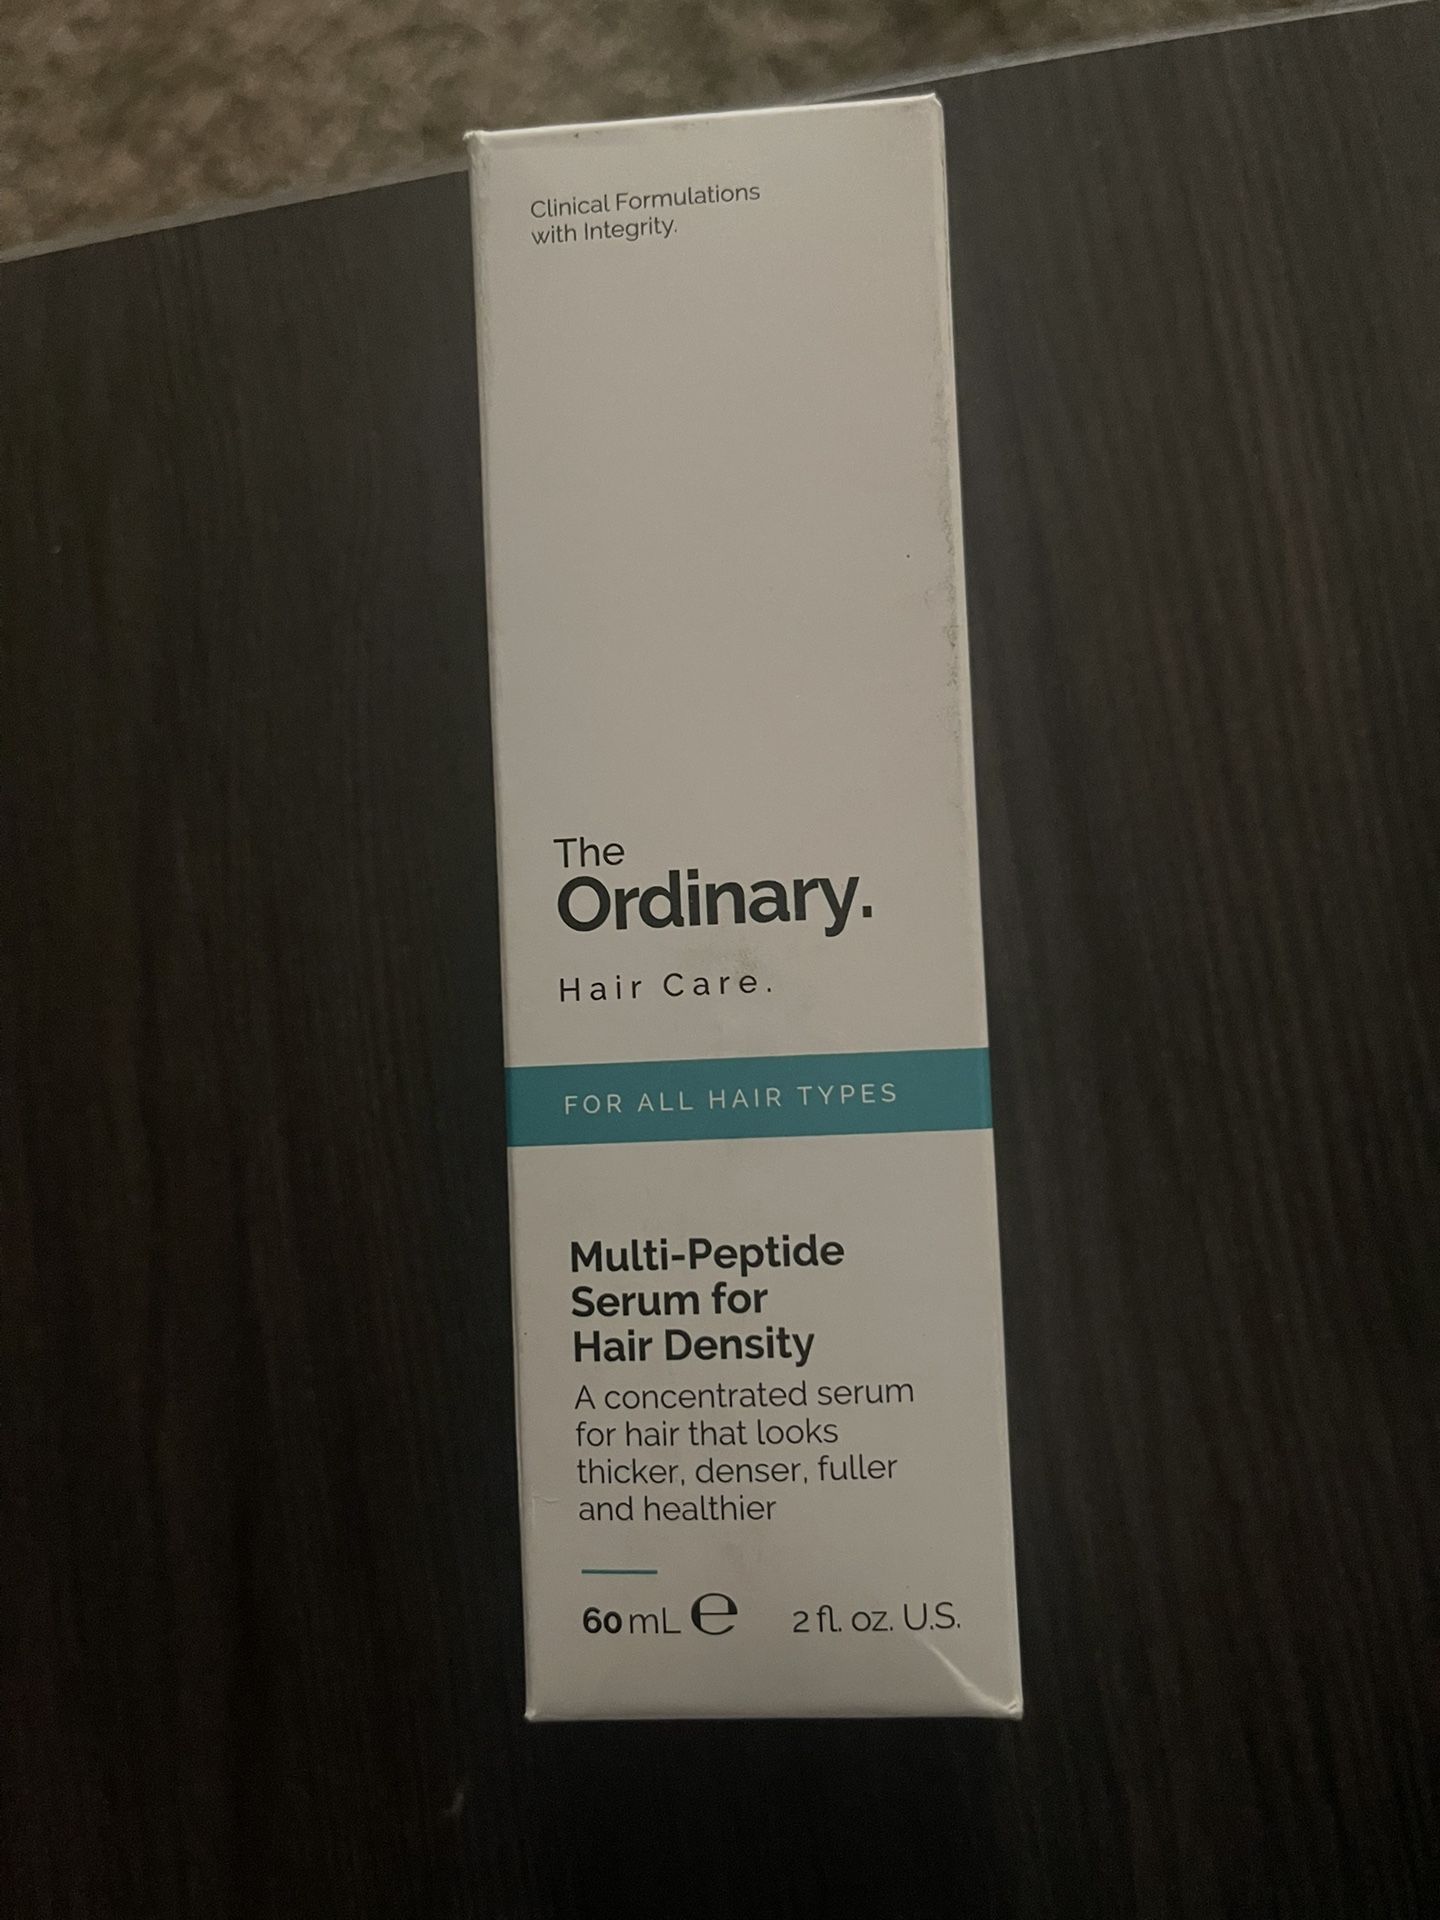 Clinical Formulations
with Integrity.
The
Ordinary.
Hair Care.
FOR ALL HAIR TYPES
Multi-Peptide
Serum for
Hair Density
A concentrated serum
for hair that looks
thicker, denser, fuller
and healthier
60 mL ℮ 2 fl. oz. U.S.